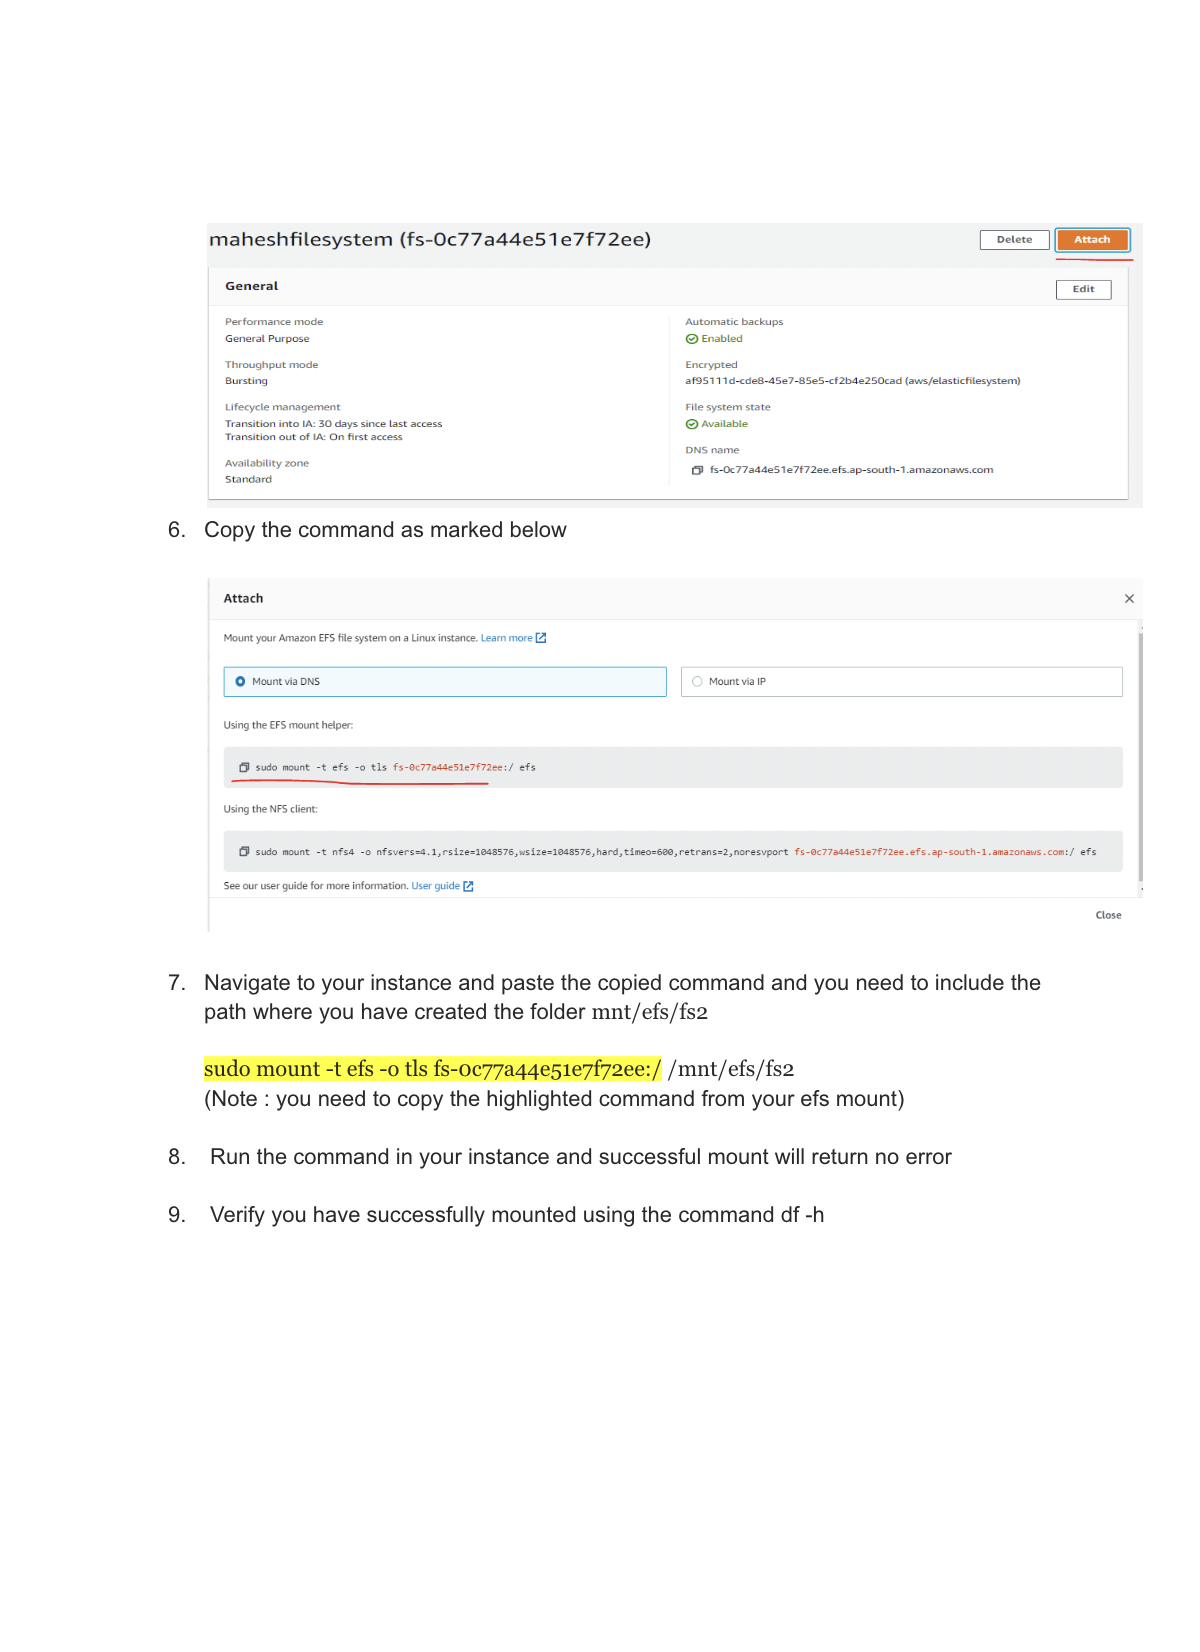 maheshfilesystem (fs-0c77a44e51e7f72ee)
Delete
Attach
General
Edit
Performance mode
General Purpose
Throughput mode
Bursting
Lifecycle management
Transition into IA: 30 days since last access
Transition out of IA: On first access
Availability zone
Standard
Automatic backups
Enabled
Encrypted
af95111d-cde8-45e7-85e5-cf2b4e250cad (aws/elasticfilesystem)
File system state
Available
DNS name
fs-0c77a44e51e7f72ee.efs.ap-south-1.amazonaws.com
6. Copy the command as marked below
Attach
Mount your Amazon EFS file system on a Linux instance. Learn more
Mount via DNS
Mount via IP
Using the EFS mount helper:
sudo mount -t efs -o tls fs-0c77a44e51e7f72ee:/ efs
Using the NFS client:
sudo mount -t nfs4 -o nfsvers=4.1,rsize=1048576,wsize=1048576,hard,timeo=600,retrans=2,noresvport fs-0c77a44e51e7f72ee.efs.ap-south-1.amazonaws.com:/ efs
See our user guide for more information. User guide
Close
7. Navigate to your instance and paste the copied command and you need to include the
path where you have created the folder mnt/efs/fs2
sudo mount -t efs -o tls fs-0c77a44e51e7f72ee:/ /mnt/efs/fs2
(Note : you need to copy the highlighted command from your efs mount)
8. Run the command in your instance and successful mount will return no error
9. Verify you have successfully mounted using the command df -h